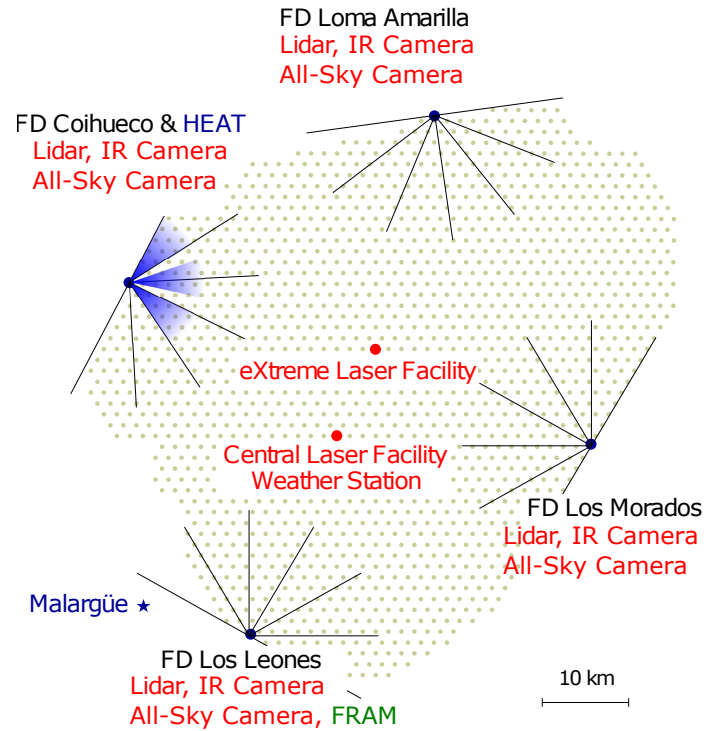 FD Loma Amarilla
Lidar, IR Camera
All-Sky Camera
FD Coihueco & HEAT
Lidar, IR Camera
All-Sky Camera
eXtreme Laser Facility
Central Laser Facility
Weather Station
FD Los Morados
Lidar, IR Camera
All-Sky Camera
Malargüe
FD Los Leones
Lidar, IR Camera
All-Sky Camera, FRAM
10 km